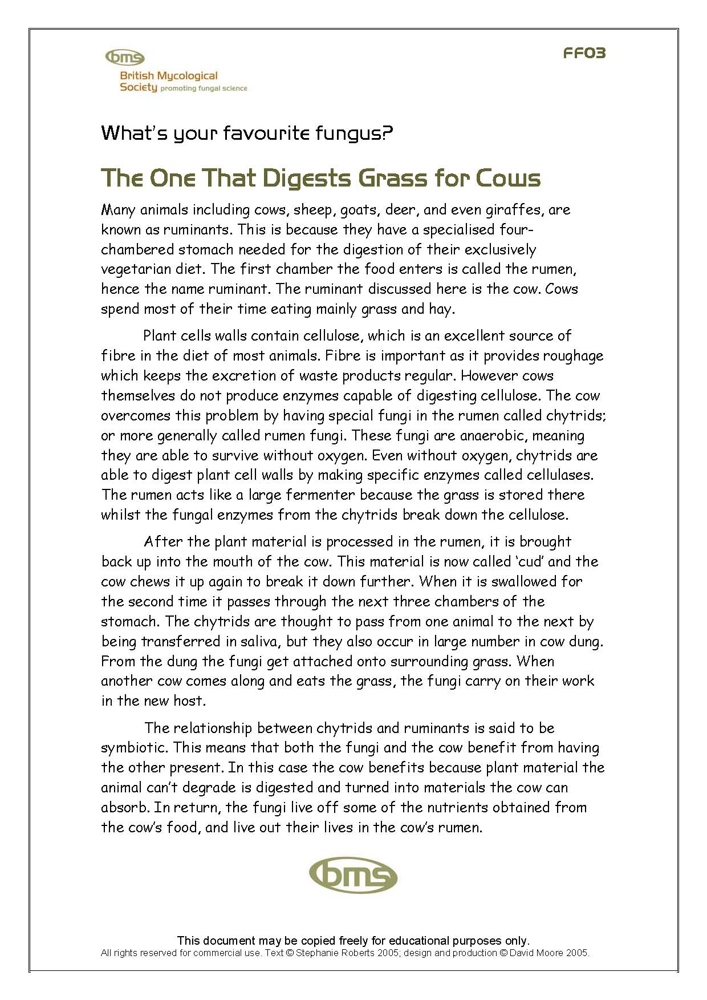 bms
FF03
British Mycological
Society promoting fungal science
What's your favourite fungus?
The One That Digests Grass for Cows
Many animals including cows, sheep, goats, deer, and even giraffes, are
known as ruminants. This is because they have a specialised four-
chambered stomach needed for the digestion of their exclusively
vegetarian diet. The first chamber the food enters is called the rumen,
hence the name ruminant. The ruminant discussed here is the cow. Cows
spend most of their time eating mainly grass and hay.
Plant cells walls contain cellulose, which is an excellent source of
fibre in the diet of most animals. Fibre is important as it provides roughage
which keeps the excretion of waste products regular. However cows
themselves do not produce enzymes capable of digesting cellulose. The cow
overcomes this problem by having special fungi in the rumen called chytrids;
or more generally called rumen fungi. These fungi are anaerobic, meaning
they are able to survive without oxygen. Even without oxygen, chytrids are
able to digest plant cell walls by making specific enzymes called cellulases.
The rumen acts like a large fermenter because the grass is stored there
whilst the fungal enzymes from the chytrids break down the cellulose.
After the plant material is processed in the rumen, it is brought
back up into the mouth of the cow. This material is now called ‘cud’ and the
cow chews it up again to break it down further. When it is swallowed for
the second time it passes through the next three chambers of the
stomach. The chytrids are thought to pass from one animal to the next by
being transferred in saliva, but they also occur in large number in cow dung.
From the dung the fungi get attached onto surrounding grass. When
another cow comes along and eats the grass, the fungi carry on their work
in the new host.
The relationship between chytrids and ruminants is said to be
symbiotic. This means that both the fungi and the cow benefit from having
the other present. In this case the cow benefits because plant material the
animal can’t degrade is digested and turned into materials the cow can
absorb. In return, the fungi live off some of the nutrients obtained from
the cow’s food, and live out their lives in the cow’s rumen.
bms
This document may be copied freely for educational purposes only.
All rights reserved for commercial use. Text © Stephanie Roberts 2005; design and production © David Moore 2005.